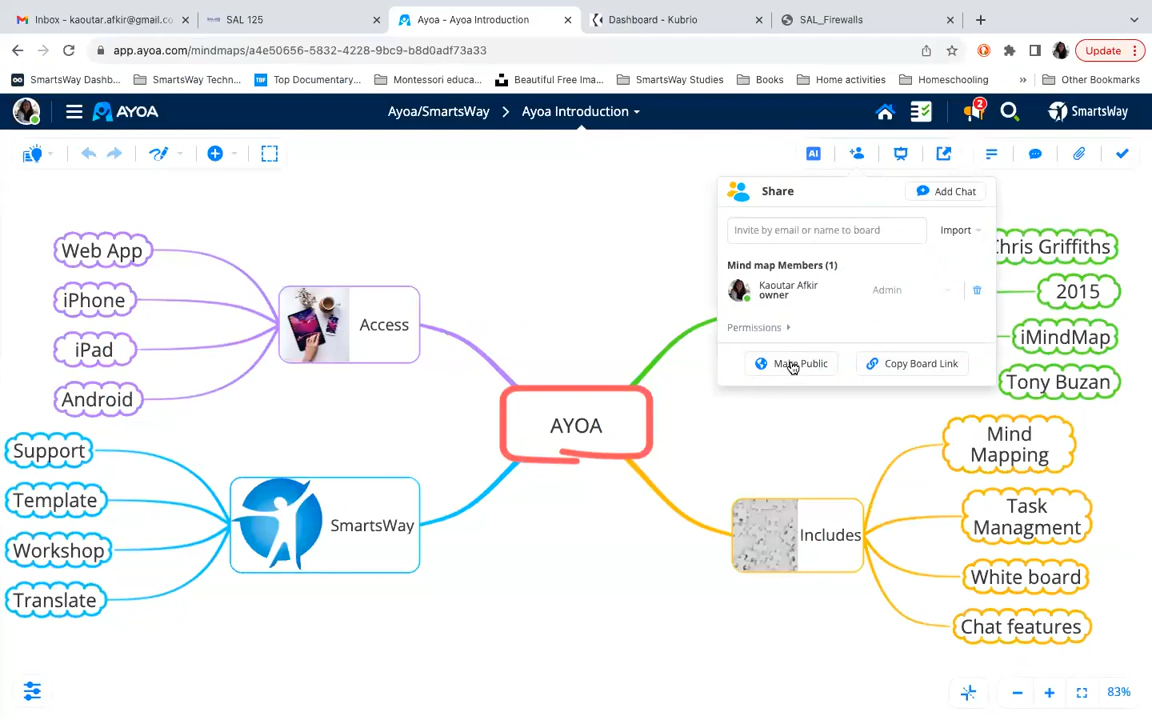 Inbox - kaoutar.afkir@gmail.co
SAL 125
Ayoa - Ayoa Introduction
Dashboard - Kubrio
SAL_Firewalls
app.ayoa.com/mindmaps/a4e50656-5832-4228-9bc9-b8d0adf73a33
Update
SmartsWay Dashb...
SmartsWay Techn...
TBF
Top Documentary...
Montessori educa...
Beautiful Free Ima...
SmartsWay Studies
Books
Home activities
Homeschooling
»
Other Bookmarks
AYOA
Ayoa/SmartsWay
Ayoa Introduction
2
SmartsWay
AI
Share
Add Chat
Invite by email or name to board
Import
Mind map Members (1)
Kaoutar Afkir
owner
Admin
Permissions
Make Public
Copy Board Link
Web App
iPhone
iPad
Android
Access
Support
Template
Workshop
Translate
SmartsWay
AYOA
Chris Griffiths
2015
iMindMap
Tony Buzan
Includes
Mind
Mapping
Task
Managment
White board
Chat features
83%